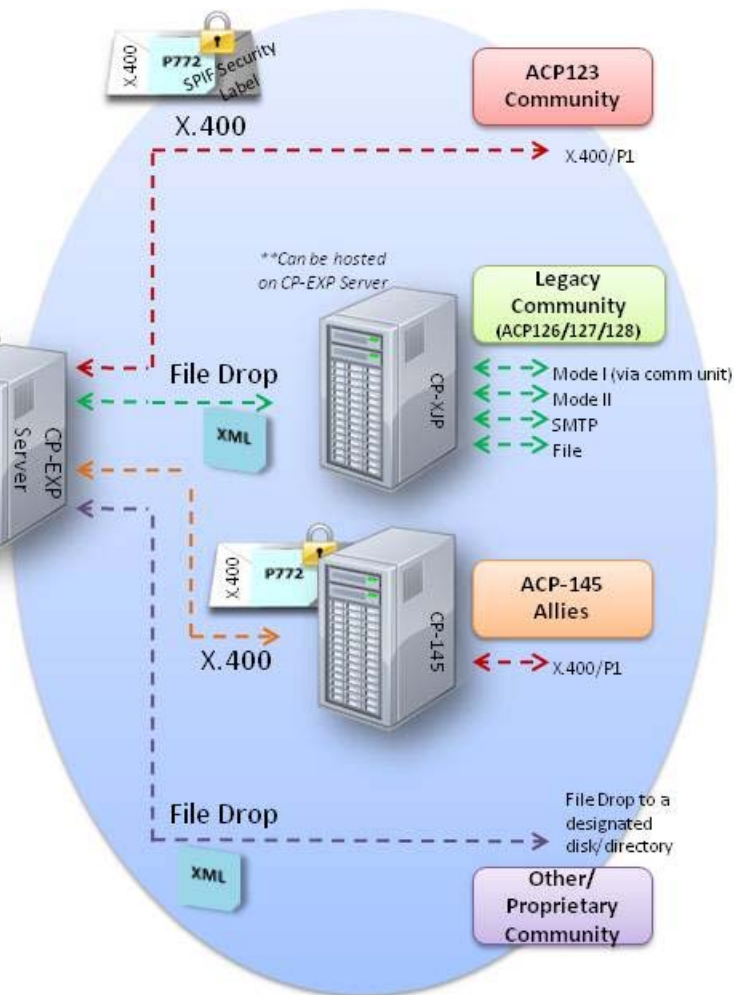 X.400
P772
SPIF Security
Label
X.400
ACP123
Community
X.400/P1
**Can be hosted
on CP-EXP Server
Legacy
Community
(ACP126/127/128)
File Drop
XML
CP-XJP
Mode I (via comm unit)
Mode II
SMTP
File
CP-EXP
Server
X.400
P772
X.400
CP-145
ACP-145
Allies
X.400/P1
File Drop
XML
File Drop to a
designated
disk/directory
Other/
Proprietary
Community